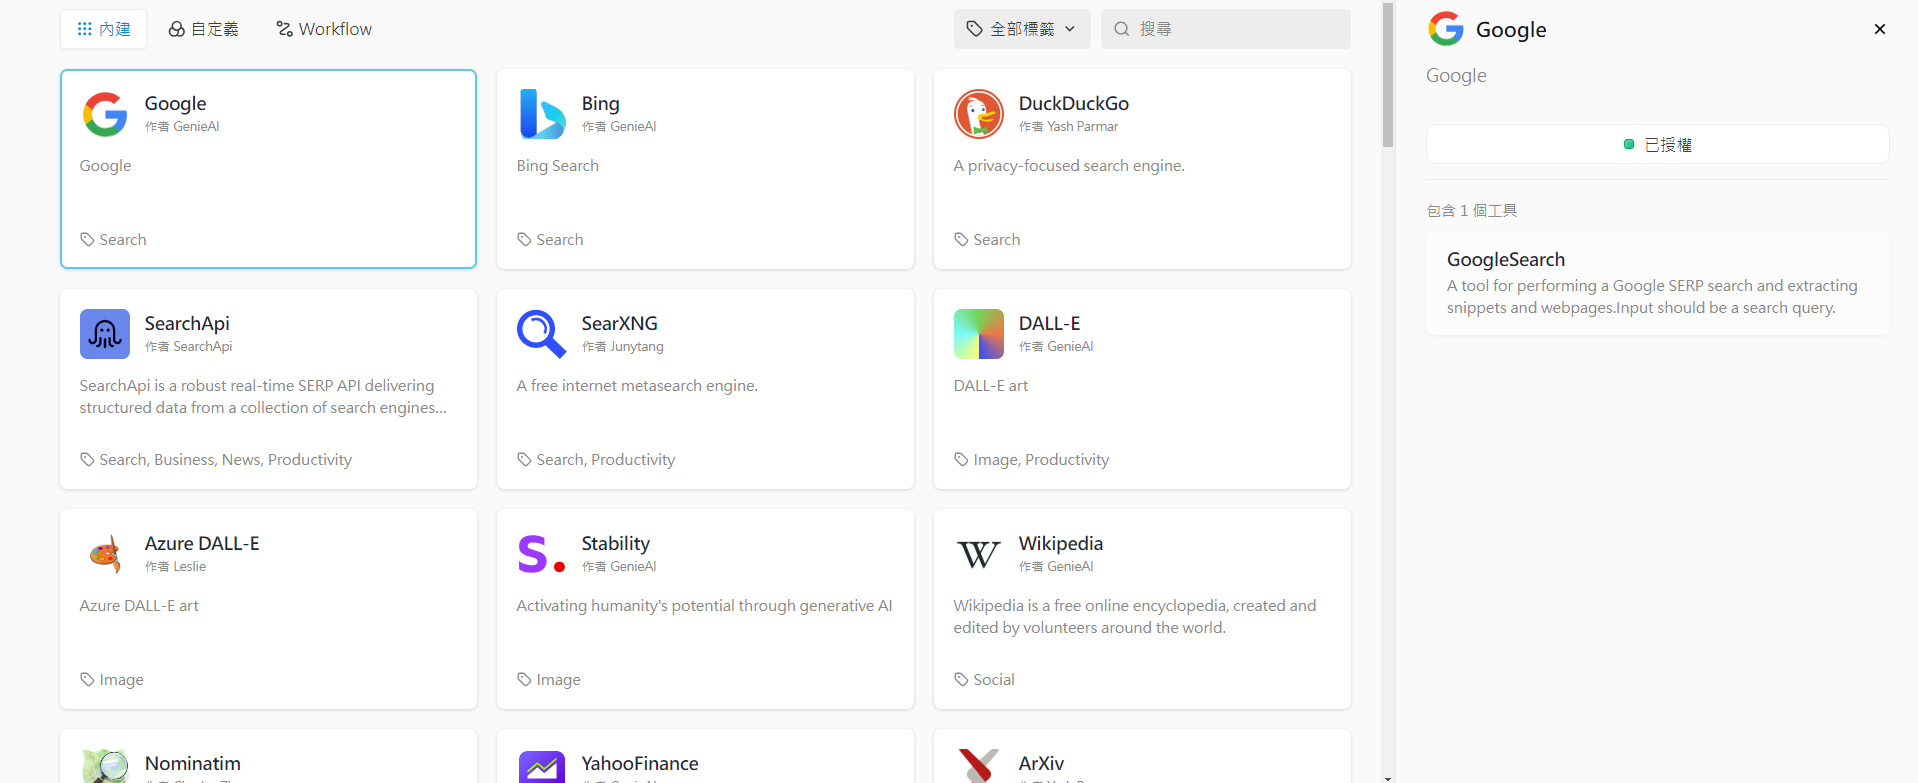 內建
自定義
Workflow
全部標籤
搜尋
Google
作者 GenieAI
Google
Search
Bing
作者 GenieAI
Bing Search
Search
DuckDuckGo
作者 Yash Parmar
A privacy-focused search engine.
Search
SearchApi
作者 SearchApi
SearchApi is a robust real-time SERP API delivering
structured data from a collection of search engines...
Search, Business, News, Productivity
SearXNG
作者 Junytang
A free internet metasearch engine.
Search, Productivity
DALL-E
作者 GenieAI
DALL-E art
Image, Productivity
Azure DALL-E
作者 Leslie
Azure DALL-E art
Image
Stability
作者 GenieAI
Activating humanity's potential through generative AI
Image
Wikipedia
作者 GenieAI
Wikipedia is a free online encyclopedia, created and
edited by volunteers around the world.
Social
Nominatim
YahooFinance
ArXiv
Google
Google
已授權
包含 1 個工具
GoogleSearch
A tool for performing a Google SERP search and extracting
snippets and webpages.Input should be a search query.